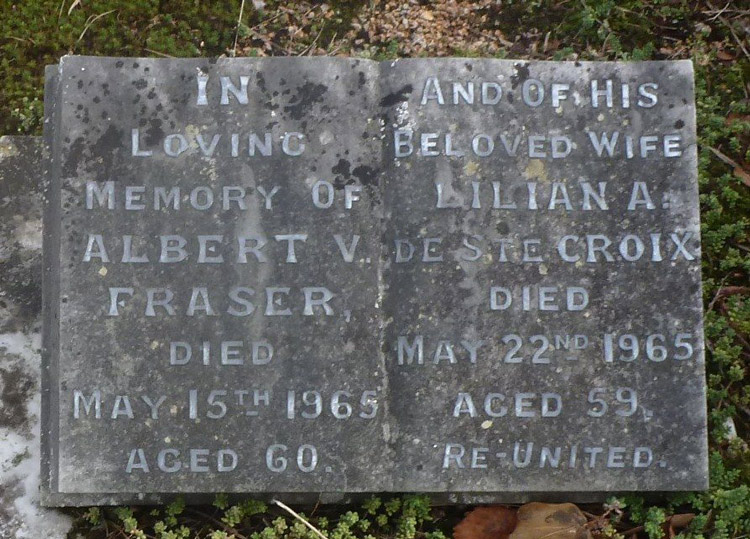 IN
LOVING
MEMORY OF
ALBERT V.
FRASER,
DIED
MAY 15TH 1965
AGED 60.
AND OF HIS
BELOVED WIFE
LILIAN A.
DE STE CROIX
DIED
MAY 22ND 1965
AGED 59.
RE-UNITED.